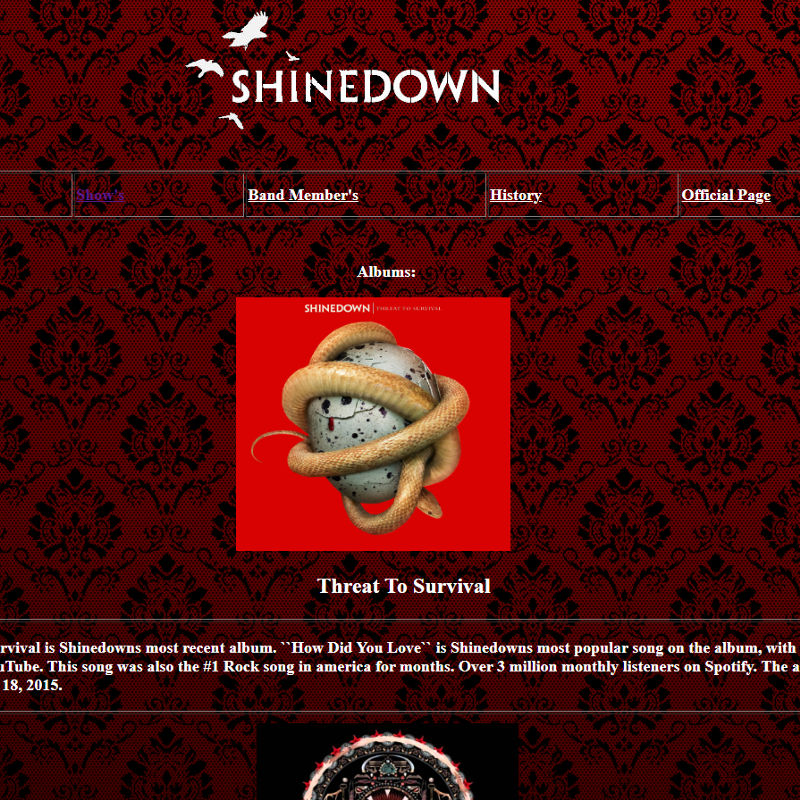 SHINEDOWN
Show's Band Member's History Official Page
Albums:
SHINEDOWN | THREAT TO SURVIVAL
Threat To Survival
rvival is Shinedowns most recent album. ``How Did You Love`` is Shinedowns most popular song on the album, with
uTube. This song was also the #1 Rock song in america for months. Over 3 million monthly listeners on Spotify. The a
18, 2015.